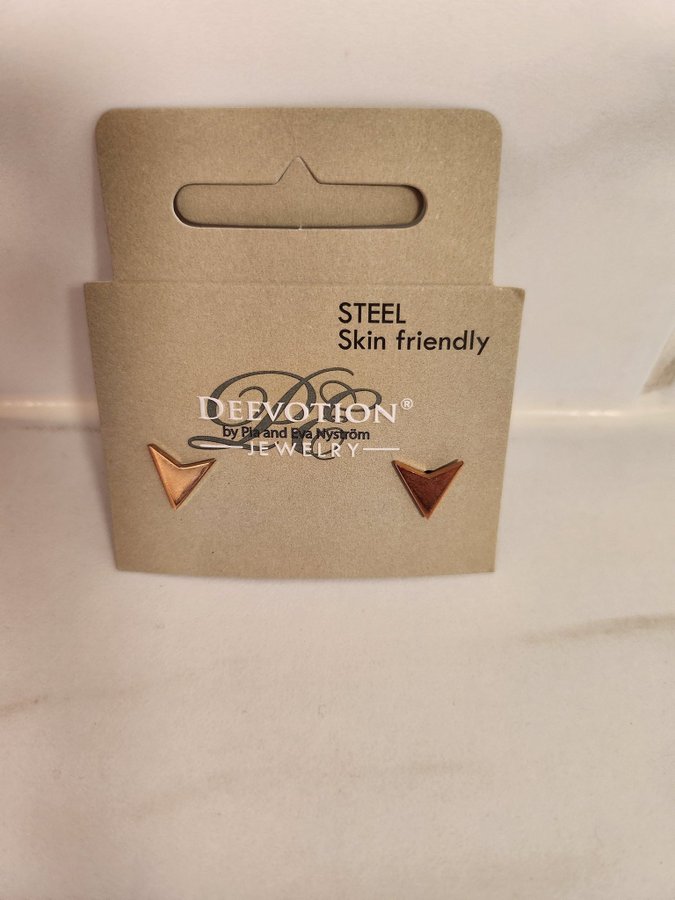 STEEL
Skin friendly
DEEVOTION®
by Pia and Eva Nyström
JEWELRY